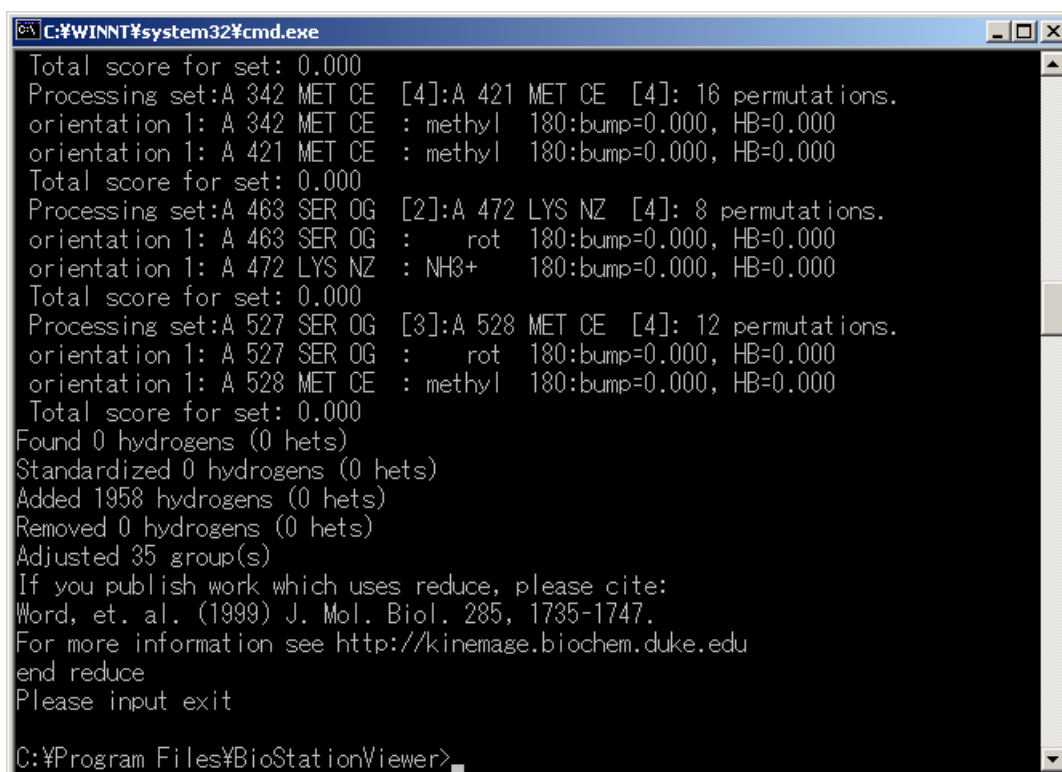 C:¥WINNT¥system32¥cmd.exe
Total score for set: 0.000
Processing set:A 342 MET CE  [4]:A 421 MET CE  [4]: 16 permutations.
orientation 1: A 342 MET CE  : methyl  180:bump=0.000, HB=0.000
orientation 1: A 421 MET CE  : methyl  180:bump=0.000, HB=0.000
Total score for set: 0.000
Processing set:A 463 SER OG  [2]:A 472 LYS NZ  [4]: 8 permutations.
orientation 1: A 463 SER OG  :    rot  180:bump=0.000, HB=0.000
orientation 1: A 472 LYS NZ  : NH3+    180:bump=0.000, HB=0.000
Total score for set: 0.000
Processing set:A 527 SER OG  [3]:A 528 MET CE  [4]: 12 permutations.
orientation 1: A 527 SER OG  :    rot  180:bump=0.000, HB=0.000
orientation 1: A 528 MET CE  : methyl  180:bump=0.000, HB=0.000
Total score for set: 0.000
Found 0 hydrogens (0 hets)
Standardized 0 hydrogens (0 hets)
Added 1958 hydrogens (0 hets)
Removed 0 hydrogens (0 hets)
Adjusted 35 group(s)
If you publish work which uses reduce, please cite:
Word, et. al. (1999) J. Mol. Biol. 285, 1735-1747.
For more information see http://kinemage.biochem.duke.edu
end reduce
Please input exit
C:¥Program Files¥BioStationViewer>_